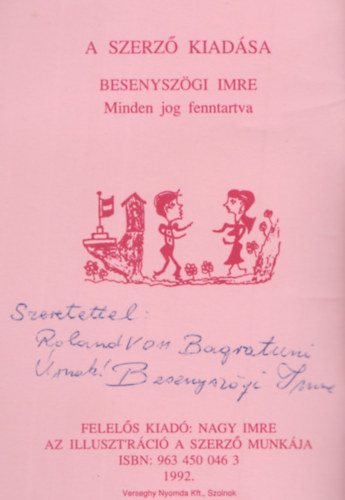 A SZERZŐ KIADÁSA
BESENYSZÖGI IMRE
Minden jog fenntartva
Szeretettel:
Roland von Bagratuni
Úrnak! Besenyszögi Imre
FELELŐS KIADÓ: NAGY IMRE
AZ ILLUSZTRÁCIÓ A SZERZŐ MUNKÁJA
ISBN: 963 450 046 3
1992.
Verseghy Nyomda Kft., Szolnok